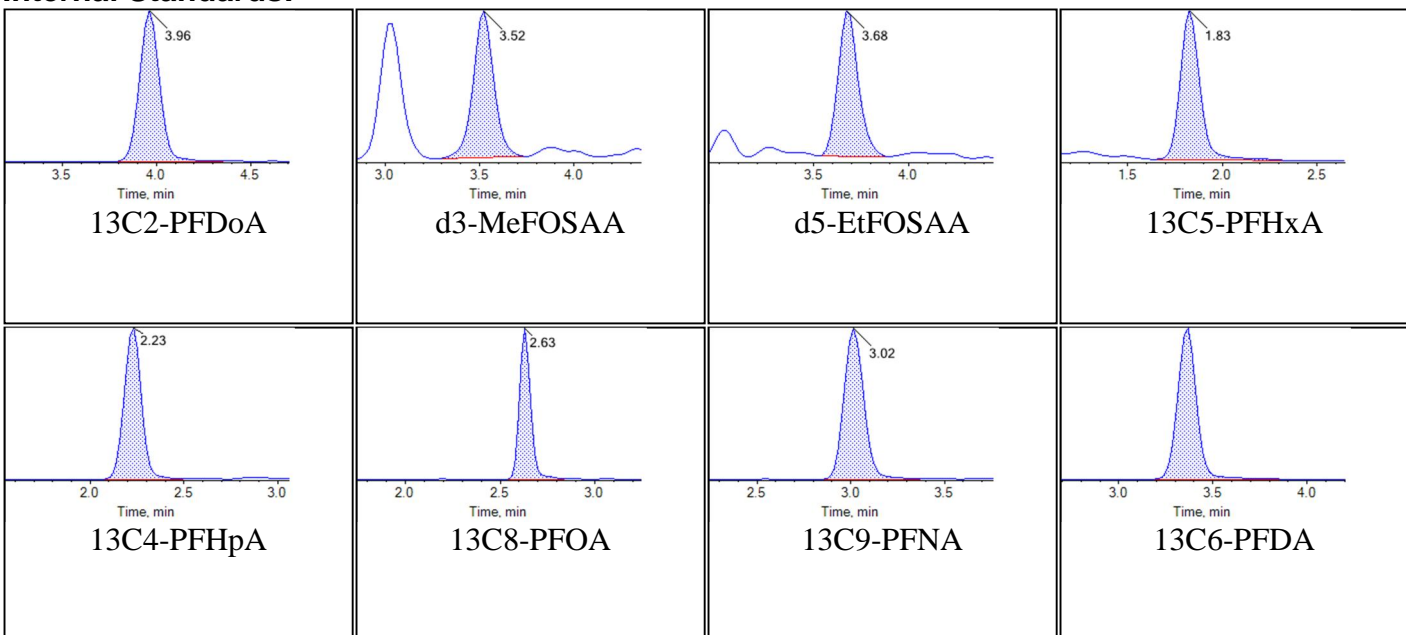 Internal Standards:
3.96
3.5 4.0 4.5
Time, min
13C2-PFDoA
3.52
3.0 3.5 4.0
Time, min
d3-MeFOSAA
3.68
3.5 4.0
Time, min
d5-EtFOSAA
1.83
1.5 2.0 2.5
Time, min
13C5-PFHxA
2.23
2.0 2.5 3.0
Time, min
13C4-PFHpA
2.63
2.0 2.5 3.0
Time, min
13C8-PFOA
3.02
2.5 3.0 3.5
Time, min
13C9-PFNA
3.0 3.5 4.0
Time, min
13C6-PFDA